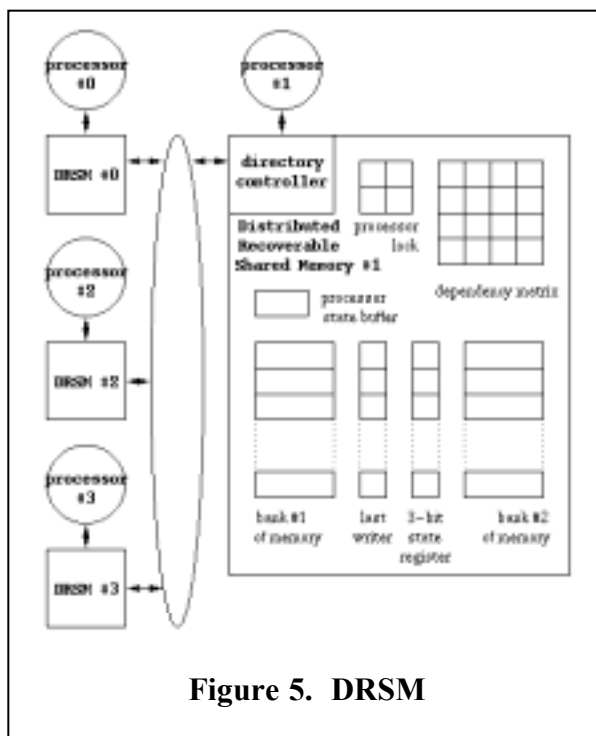 processor
#0
DRSM #0
processor
#2
DRSM #2
processor
#3
DRSM #3
processor
#1
directory
controller
Distributed
Recoverable
Shared Memory #1
processor
lock
dependency matrix
processor
state buffer
bank #1
of memory
last
writer
3-bit
state
register
bank #2
of memory
Figure 5. DRSM